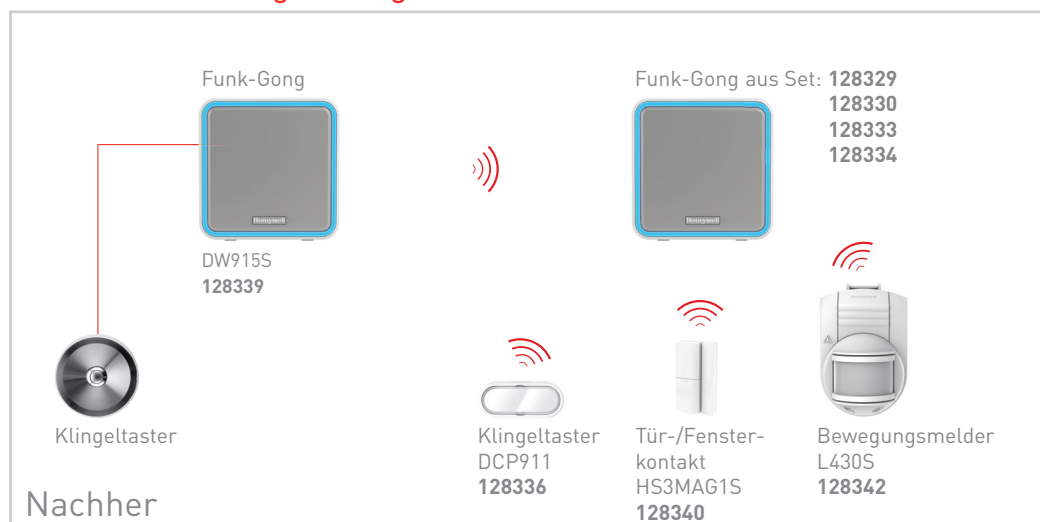 Funk-Gong
Funk-Gong aus Set: 128329
128330
128333
128334
Honeywell
Honeywell
DW915S
128339
Klingeltaster
Klingeltaster
DCP911
128336
Tür-/Fenster-
kontakt
HS3MAG1S
128340
Bewegungsmelder
L430S
128342
Nachher